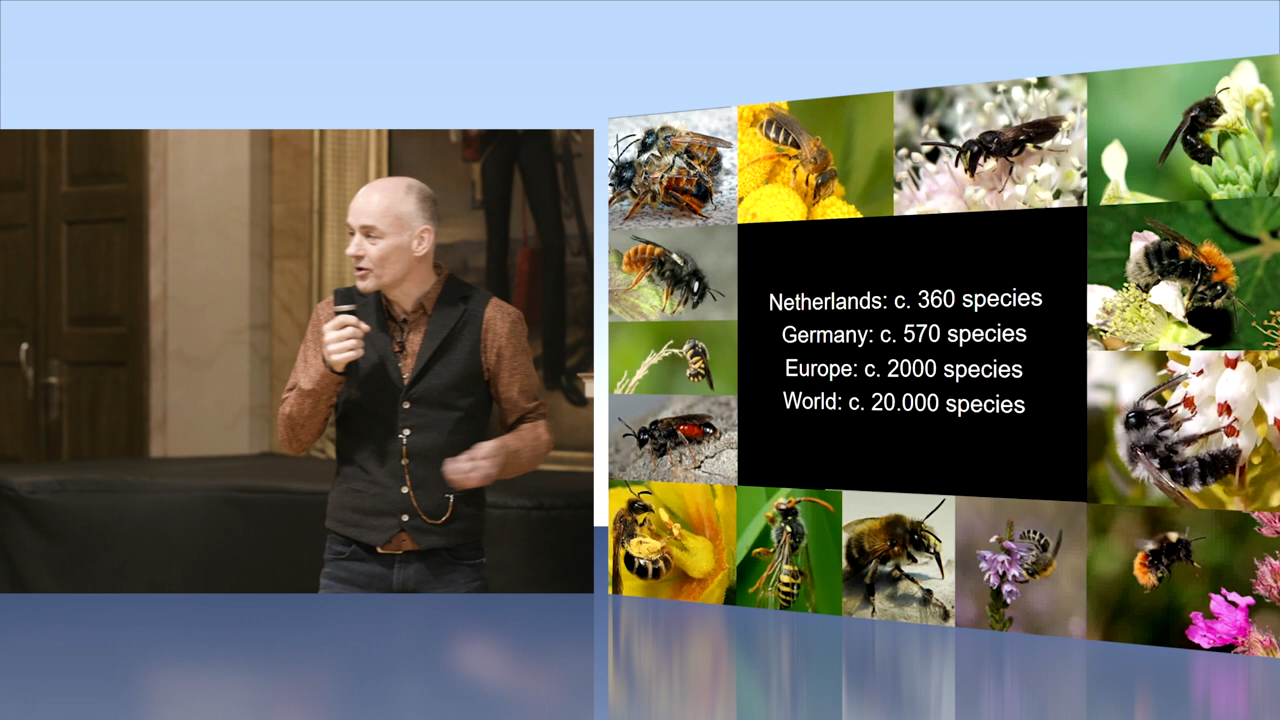 Netherlands: c. 360 species
Germany: c. 570 species
Europe: c. 2000 species
World: c. 20.000 species